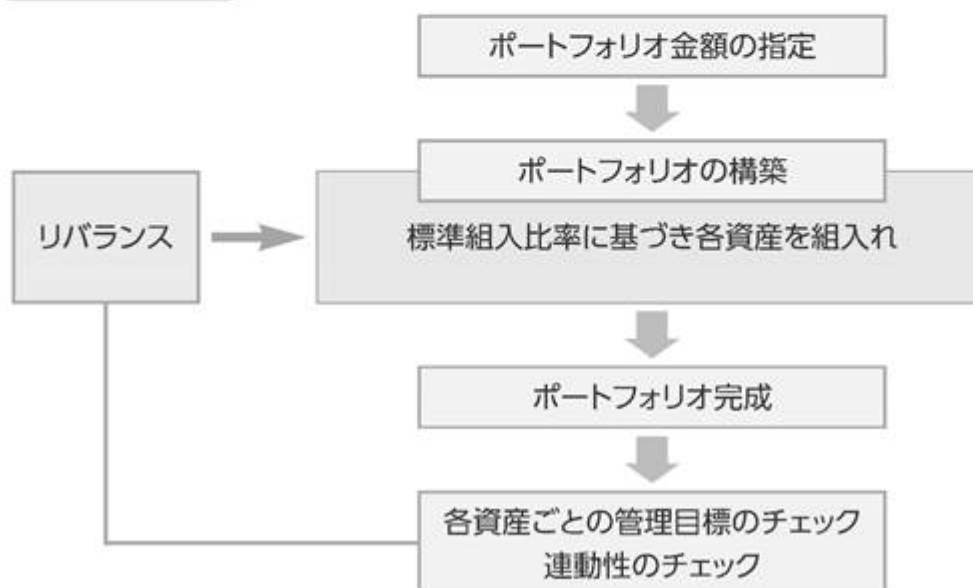 ポートフォリオ金額の指定
ポートフォリオの構築
リバランス
標準組入比率に基づき各資産を組入れ
ポートフォリオ完成
各資産ごとの管理目標のチェック
連動性のチェック